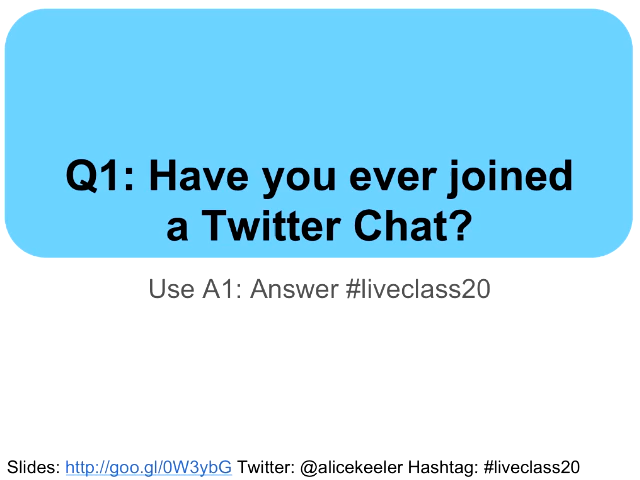 Q1: Have you ever joined
a Twitter Chat?
Use A1: Answer #liveclass20
Slides: http://goo.gl/0W3ybG Twitter: @alicekeeler Hashtag: #liveclass20